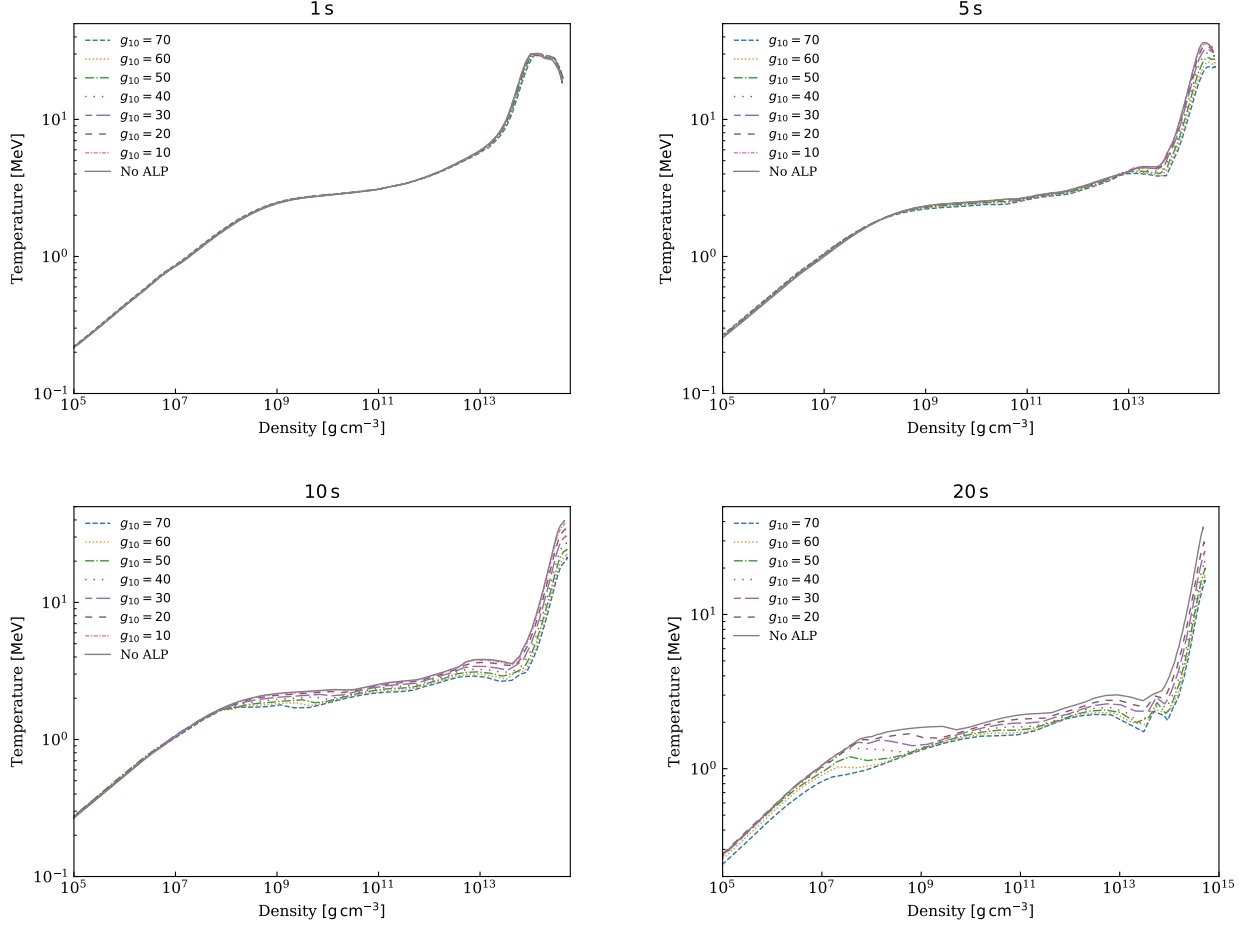 1 s
g10 = 70
g10 = 60
g10 = 50
g10 = 40
g10 = 30
g10 = 20
g10 = 10
No ALP
Temperature [MeV]
10^1
10^0
10^−1
10^5 10^7 10^9 10^11 10^13
Density [g cm^−3]
5 s
g10 = 70
g10 = 60
g10 = 50
g10 = 40
g10 = 30
g10 = 20
g10 = 10
No ALP
Temperature [MeV]
10^1
10^0
10^−1
10^5 10^7 10^9 10^11 10^13
Density [g cm^−3]
10 s
g10 = 70
g10 = 60
g10 = 50
g10 = 40
g10 = 30
g10 = 20
g10 = 10
No ALP
Temperature [MeV]
10^1
10^0
10^−1
10^5 10^7 10^9 10^11 10^13
Density [g cm^−3]
20 s
g10 = 70
g10 = 60
g10 = 50
g10 = 40
g10 = 30
g10 = 20
No ALP
Temperature [MeV]
10^1
10^0
10^5 10^7 10^9 10^11 10^13 10^15
Density [g cm^−3]